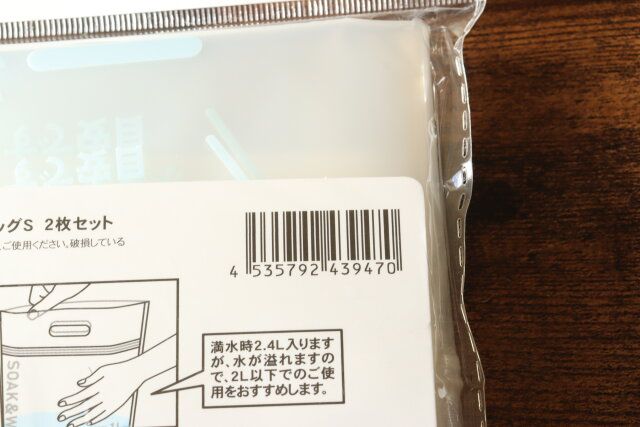 ッグS 2枚セット
ご使用ください。破損している
4 535792 439470
満水時2.4L入ります
が、水が溢れますの
で、2L以下でのご使
用をおすすめします。
SOAK&W